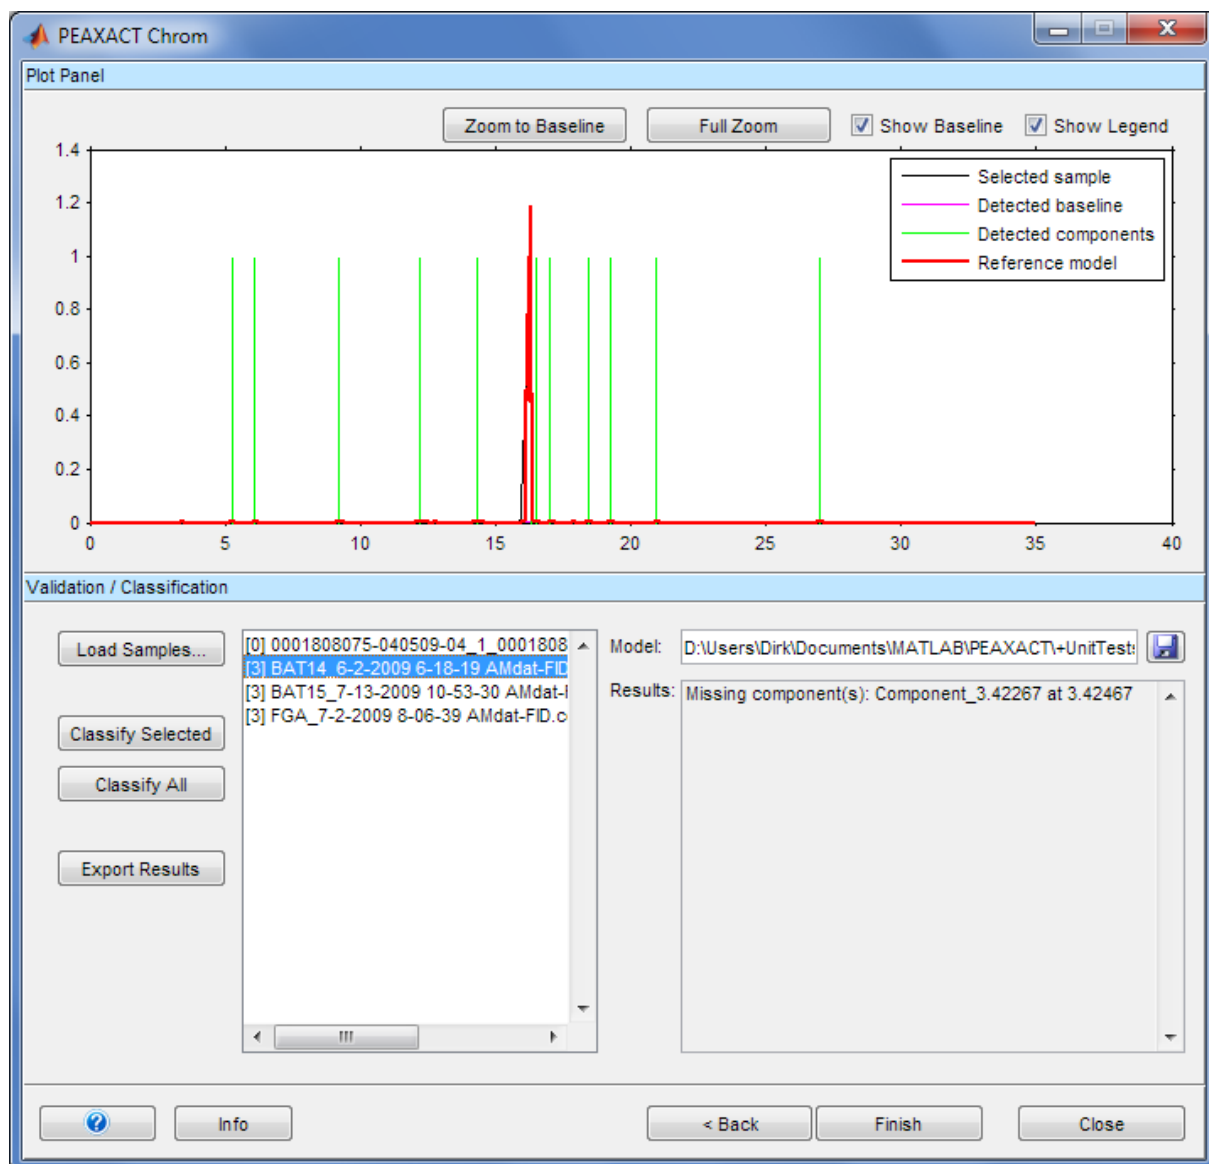 PEAXACT Chrom
Plot Panel
Zoom to Baseline
Full Zoom
Show Baseline
Show Legend
1.4
1.2
1
0.8
0.6
0.4
0.2
0
0 5 10 15 20 25 30 35 40
Selected sample
Detected baseline
Detected components
Reference model
Validation / Classification
Load Samples...
Classify Selected
Classify All
Export Results
[0] 0001808075-040509-04_1_0001808
[3] BAT14_6-2-2009 6-18-19 AMdat-FID
[3] BAT15_7-13-2009 10-53-30 AMdat-F
[3] FGA_7-2-2009 8-06-39 AMdat-FID.c
Model:
D:\Users\Dirk\Documents\MATLAB\PEAXACT\+UnitTests
Results:
Missing component(s): Component_3.42267 at 3.42467
Info
< Back
Finish
Close